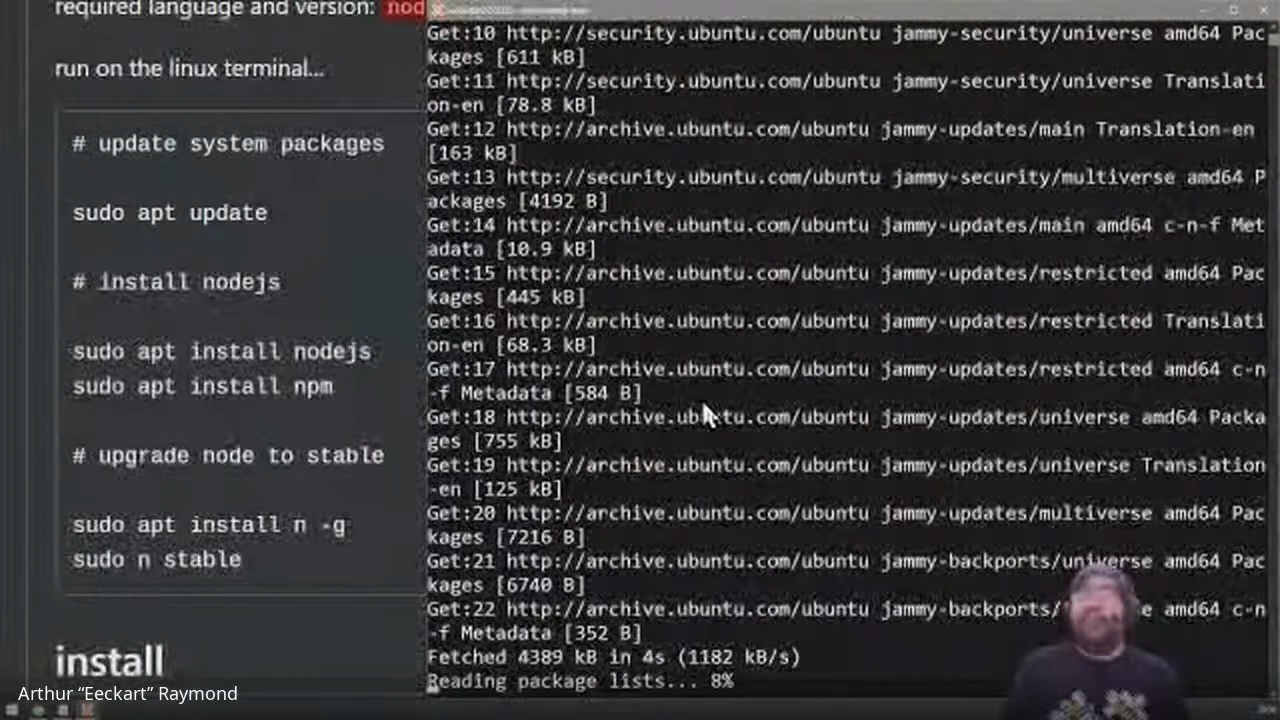 required language and version: nod
run on the linux terminal...
# update system packages
sudo apt update
# install nodejs
sudo apt install nodejs
sudo apt install npm
# upgrade node to stable
sudo apt install n -g
sudo n stable
install
Get:10 http://security.ubuntu.com/ubuntu jammy-security/universe amd64 Pac
kages [611 kB]
Get:11 http://security.ubuntu.com/ubuntu jammy-security/universe Translati
on-en [78.8 kB]
Get:12 http://archive.ubuntu.com/ubuntu jammy-updates/main Translation-en
[163 kB]
Get:13 http://security.ubuntu.com/ubuntu jammy-security/multiverse amd64 P
ackages [4192 B]
Get:14 http://archive.ubuntu.com/ubuntu jammy-updates/main amd64 c-n-f Met
adata [10.9 kB]
Get:15 http://archive.ubuntu.com/ubuntu jammy-updates/restricted amd64 Pac
kages [445 kB]
Get:16 http://archive.ubuntu.com/ubuntu jammy-updates/restricted Translati
on-en [68.3 kB]
Get:17 http://archive.ubuntu.com/ubuntu jammy-updates/restricted amd64 c-n
-f Metadata [584 B]
Get:18 http://archive.ubuntu.com/ubuntu jammy-updates/universe amd64 Packa
ges [755 kB]
Get:19 http://archive.ubuntu.com/ubuntu jammy-updates/universe Translation
-en [125 kB]
Get:20 http://archive.ubuntu.com/ubuntu jammy-updates/multiverse amd64 Pac
kages [7216 B]
Get:21 http://archive.ubuntu.com/ubuntu jammy-backports/universe amd64 Pac
kages [6740 B]
Get:22 http://archive.ubuntu.com/ubuntu jammy-backports/ e amd64 c-n
-f Metadata [352 B]
Fetched 4389 kB in 4s (1182 kB/s)
Reading package lists... 8%
Arthur “Eeckart” Raymond